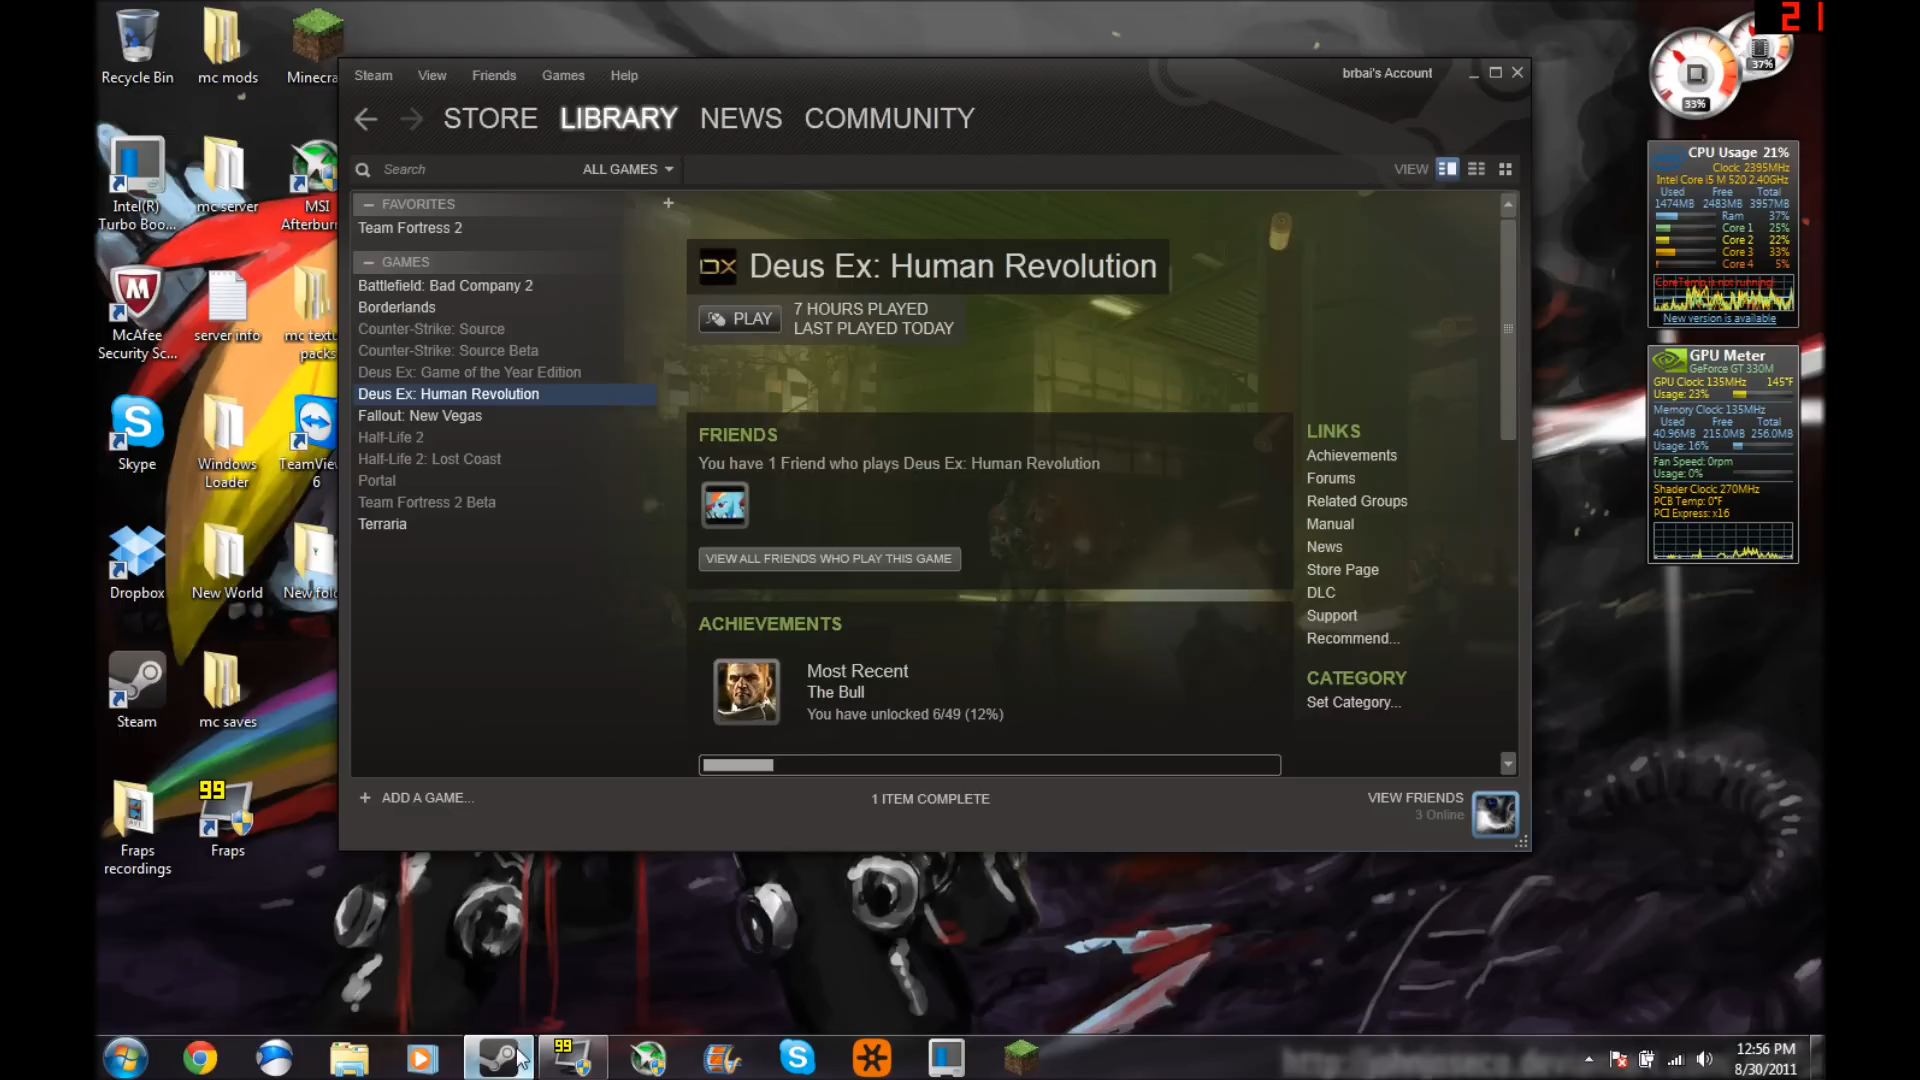 Recycle Bin
mc mods
Minecra
21
Intel(R)
Turbo Boo...
mc server
MSI
Afterburn
McAfee
Security Sc...
server info
mc textu
packs
Skype
Windows
Loader
TeamView
6
Dropbox
New World
New fol
Steam
mc saves
Fraps
recordings
99
Fraps
Steam
View
Friends
Games
Help
brbai's Account
STORE
LIBRARY
NEWS
COMMUNITY
Search
ALL GAMES
VIEW
FAVORITES
Team Fortress 2
GAMES
Battlefield: Bad Company 2
Borderlands
Counter-Strike: Source
Counter-Strike: Source Beta
Deus Ex: Game of the Year Edition
Deus Ex: Human Revolution
Fallout: New Vegas
Half-Life 2
Half-Life 2: Lost Coast
Portal
Team Fortress 2 Beta
Terraria
DX Deus Ex: Human Revolution
PLAY
7 HOURS PLAYED
LAST PLAYED TODAY
FRIENDS
You have 1 Friend who plays Deus Ex: Human Revolution
VIEW ALL FRIENDS WHO PLAY THIS GAME
ACHIEVEMENTS
Most Recent
The Bull
You have unlocked 6/49 (12%)
LINKS
Achievements
Forums
Related Groups
Manual
News
Store Page
DLC
Support
Recommend...
CATEGORY
Set Category...
+ ADD A GAME...
1 ITEM COMPLETE
VIEW FRIENDS
3 Online
37%
33%
CPU Usage 21%
Clock: 2395MHz
Intel Core i5 M 520 2.40GHz
Used Free Total
1474MB 2483MB 3957MB
Ram 37%
Core 1 25%
Core 2 22%
Core 3 33%
Core 4 5%
CoreTemp is not running!
New version is available
GPU Meter
GeForce GT 330M
GPU Clock: 135MHz 145°F
Usage: 23%
Memory Clock: 135MHz
Used Free Total
40.96MB 215.0MB 256.0MB
Usage: 16%
Fan Speed: 0rpm
Usage: 0%
Shader Clock: 270MHz
PCB Temp: 0°F
PCI Express: x16
99
12:56 PM
8/30/2011